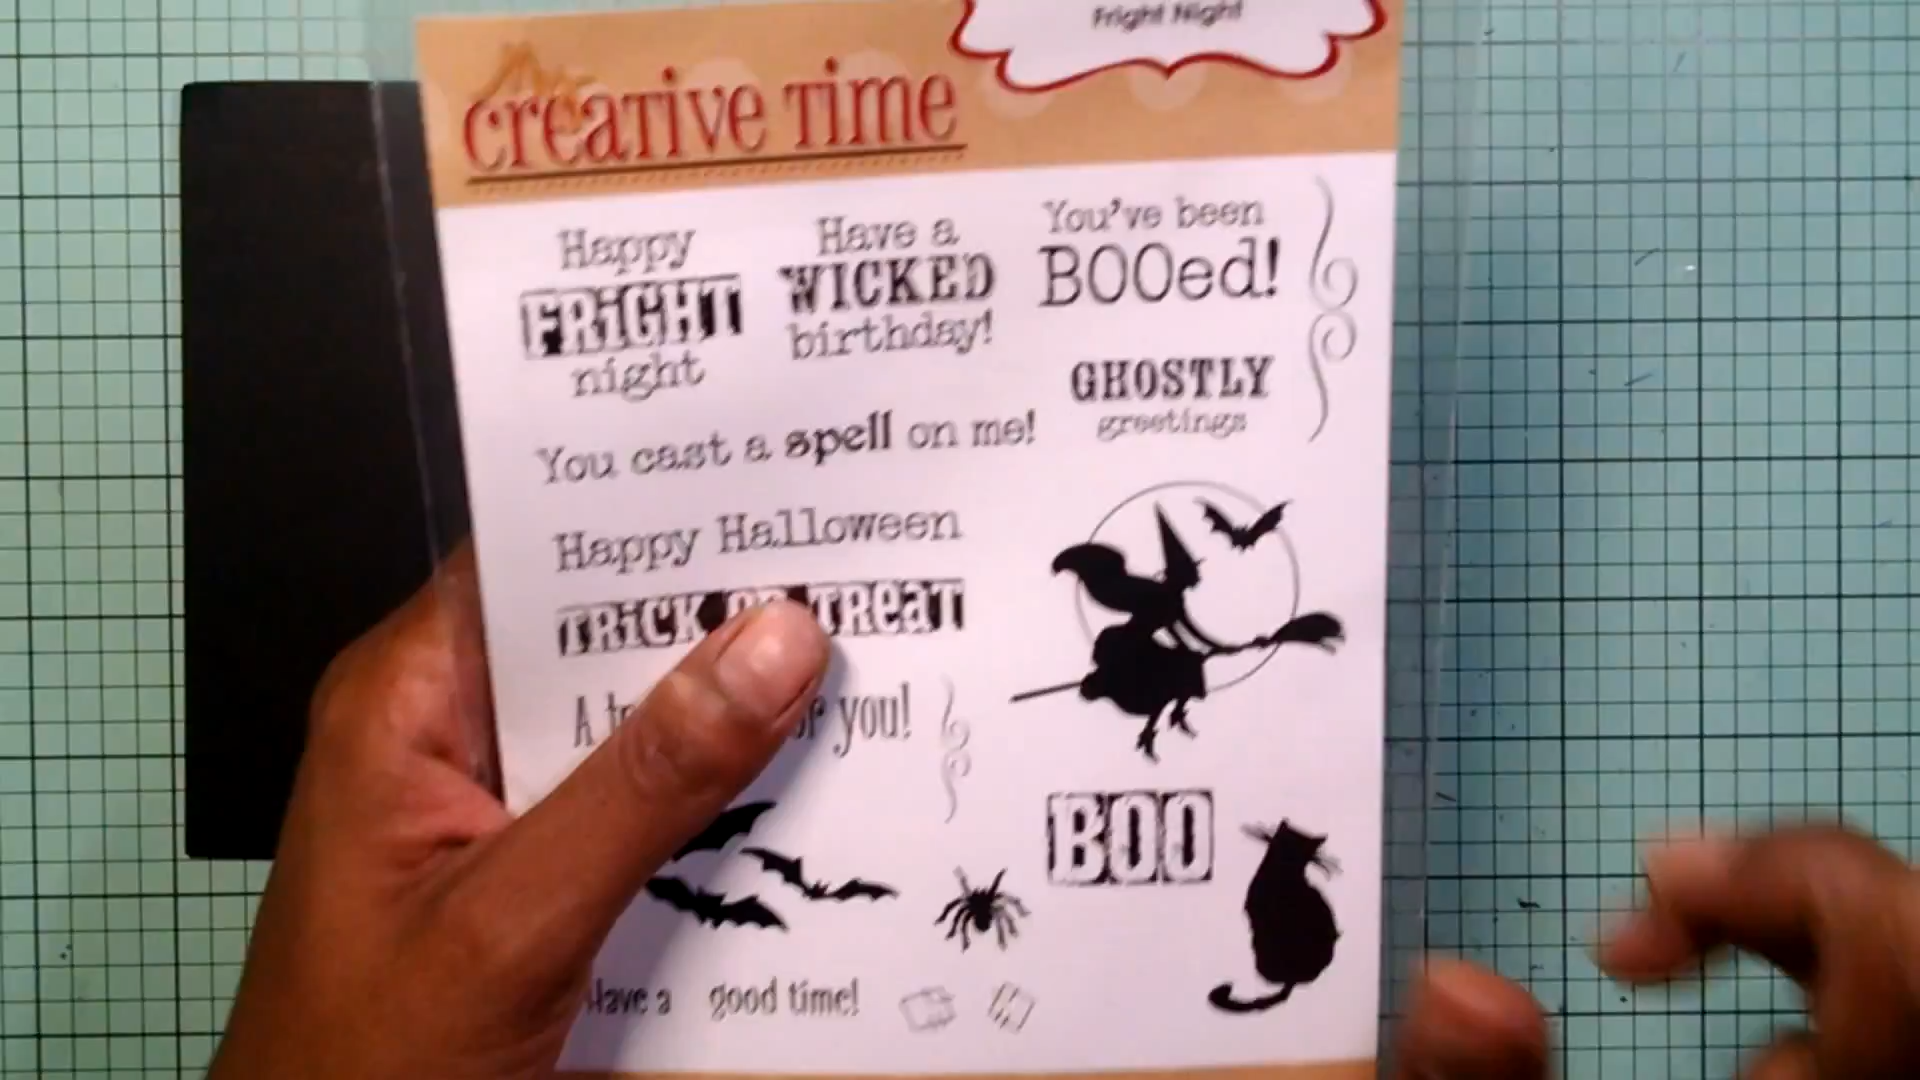 Fright Night
creative time
Happy
FRiGHT
night
Have a
WICKED
birthday!
You've been
BOOed!
GHOSTLY
greetings
You cast a spell on me!
Happy Halloween
TRiCK TReaT
A you!
BOO
Have a good time!